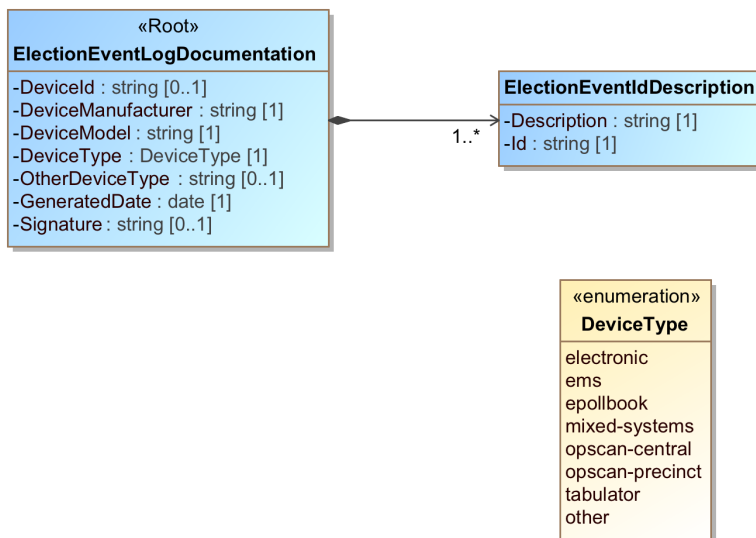 «Root»
ElectionEventLogDocumentation
-DeviceId : string [0..1]
-DeviceManufacturer : string [1]
-DeviceModel : string [1]
-DeviceType : DeviceType [1]
-OtherDeviceType : string [0..1]
-GeneratedDate : date [1]
-Signature : string [0..1]
1..*
ElectionEventIdDescription
-Description : string [1]
-Id : string [1]
«enumeration»
DeviceType
electronic
ems
epollbook
mixed-systems
opscan-central
opscan-precinct
tabulator
other